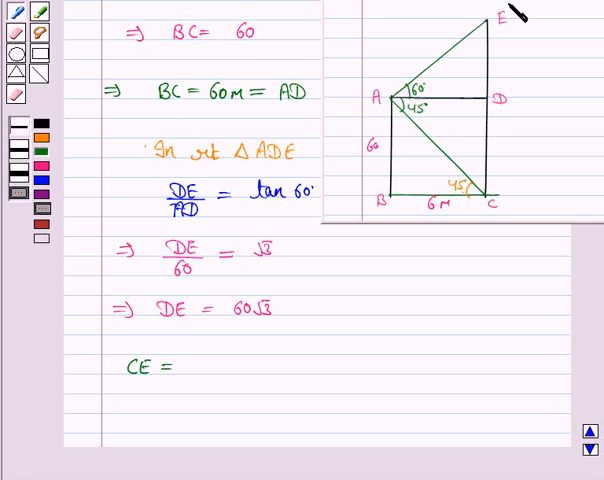 ⇒ BC = 60
⇒ BC = 60M = AD
In rt △ ADE
DE/AD = tan 60°
⇒ DE/60 = √3
⇒ DE = 60√3
CE =
E
60°
A
D
45°
60
45°
B
6 M
C